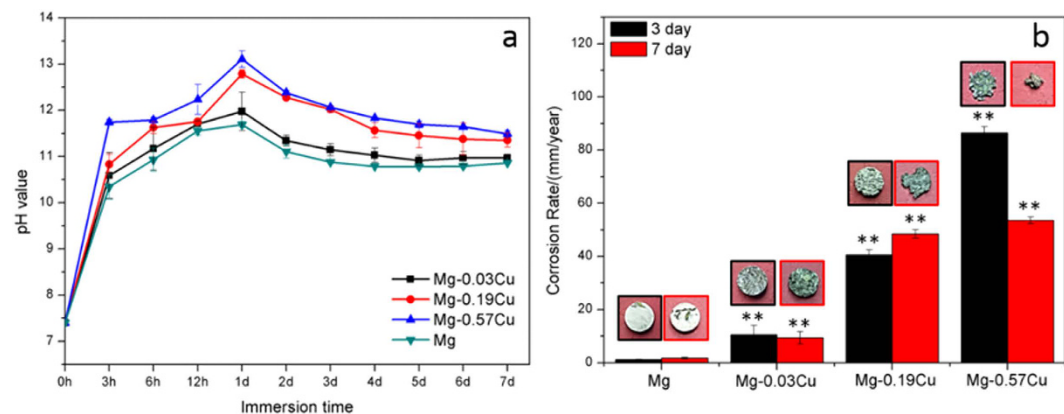 a
14
13
12
11
10
9
8
7
pH value
0h 3h 6h 12h 1d 2d 3d 4d 5d 6d 7d
Immersion time
Mg-0.03Cu
Mg-0.19Cu
Mg-0.57Cu
Mg
b
3 day
7 day
120
100
80
60
40
20
0
Corrosion Rate/(mm/year)
** **
** **
** **
Mg Mg-0.03Cu Mg-0.19Cu Mg-0.57Cu